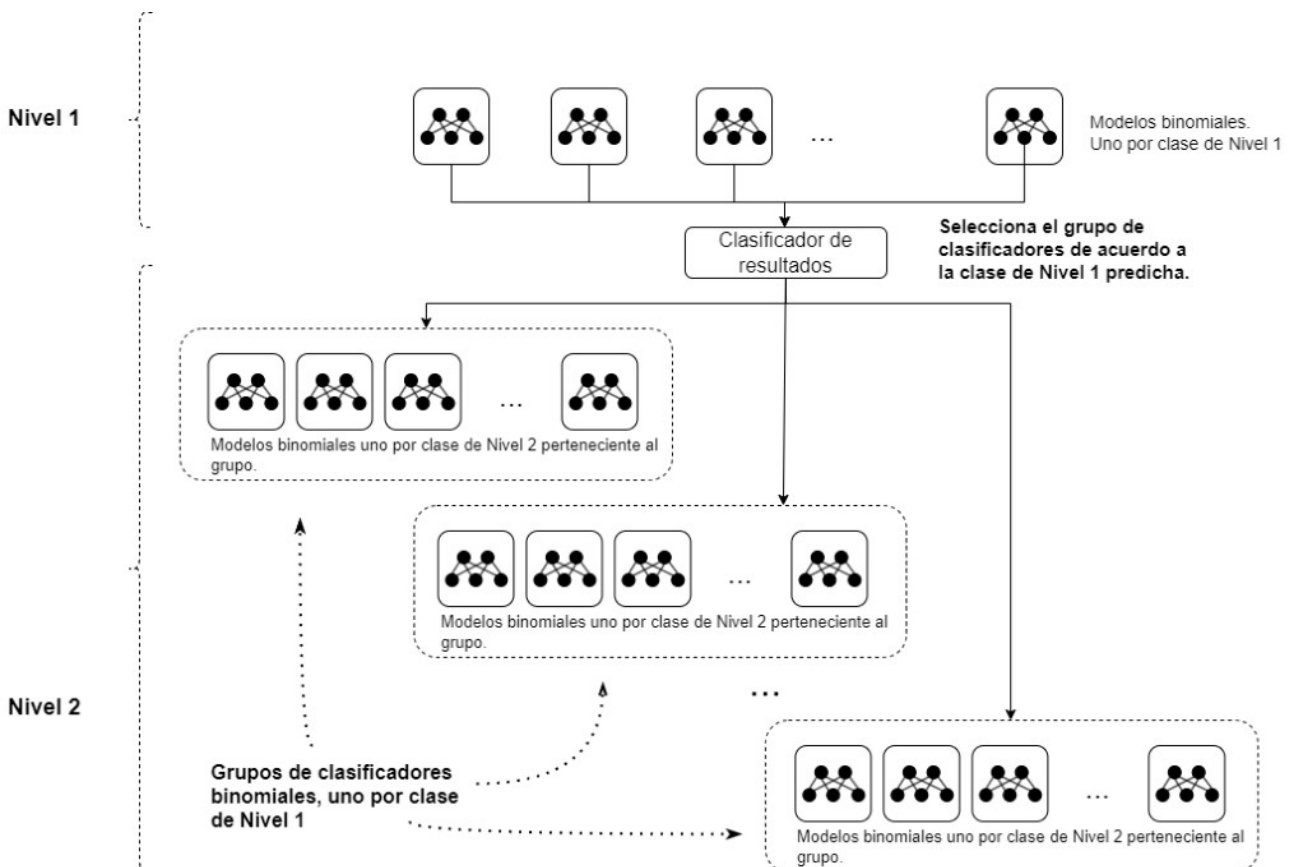 Nivel 1
...
Modelos binomiales.
Uno por clase de Nivel 1
Clasificador de
resultados
Selecciona el grupo de
clasificadores de acuerdo a
la clase de Nivel 1 predicha.
...
Modelos binomiales uno por clase de Nivel 2 perteneciente al
grupo.
...
Modelos binomiales uno por clase de Nivel 2 perteneciente al
grupo.
...
Nivel 2
Grupos de clasificadores
binomiales, uno por clase
de Nivel 1
...
Modelos binomiales uno por clase de Nivel 2 perteneciente al
grupo.